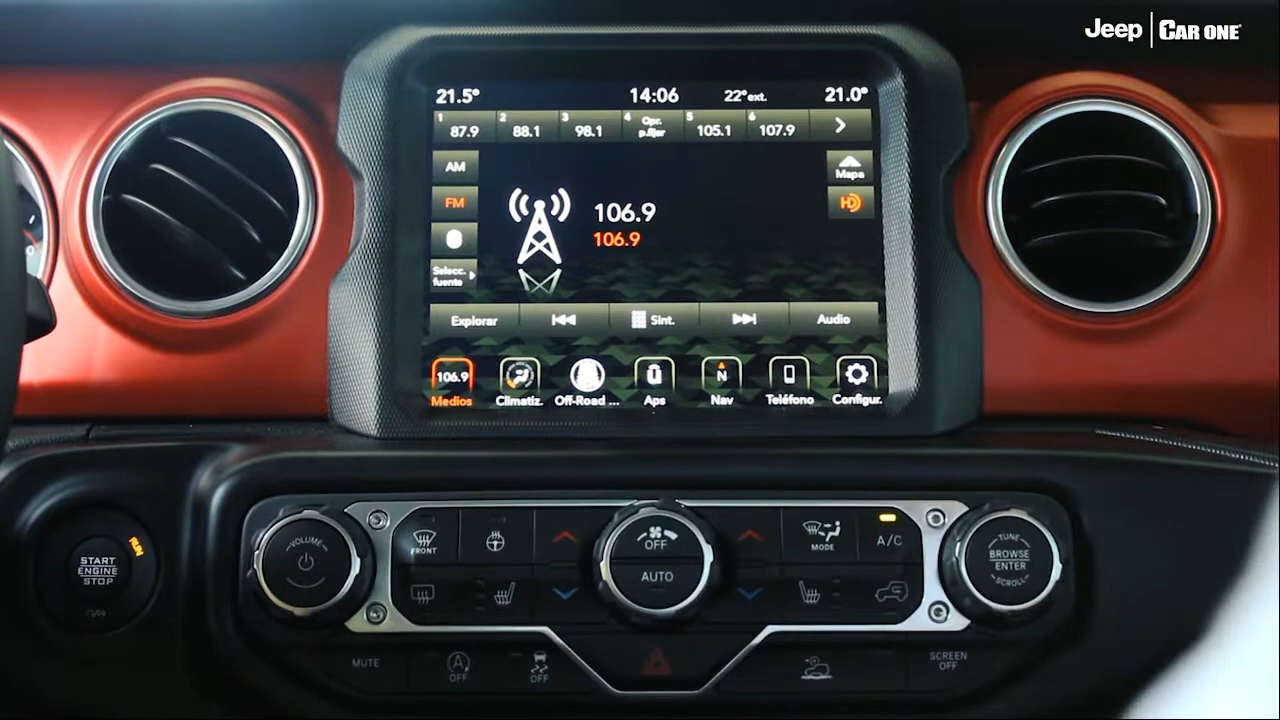 Jeep | CAR ONE
21.5°
14:06
22°ext.
21.0°
1 87.9
2 88.1
3 98.1
4 Opr. p.fijar
5 105.1
6 107.9
AM
Mapa
FM
HD
106.9
106.9
Selecc. fuente
Explorar
Sint.
Audio
106.9
N
Medios
Climatiz.
Off-Road ...
Aps
Nav
Teléfono
Configur.
RUN
START
ENGINE
STOP
VOLUME
FRONT
OFF
AUTO
MODE
A/C
TUNE
BROWSE
ENTER
SCROLL
MUTE
A
OFF
OFF
SCREEN
OFF